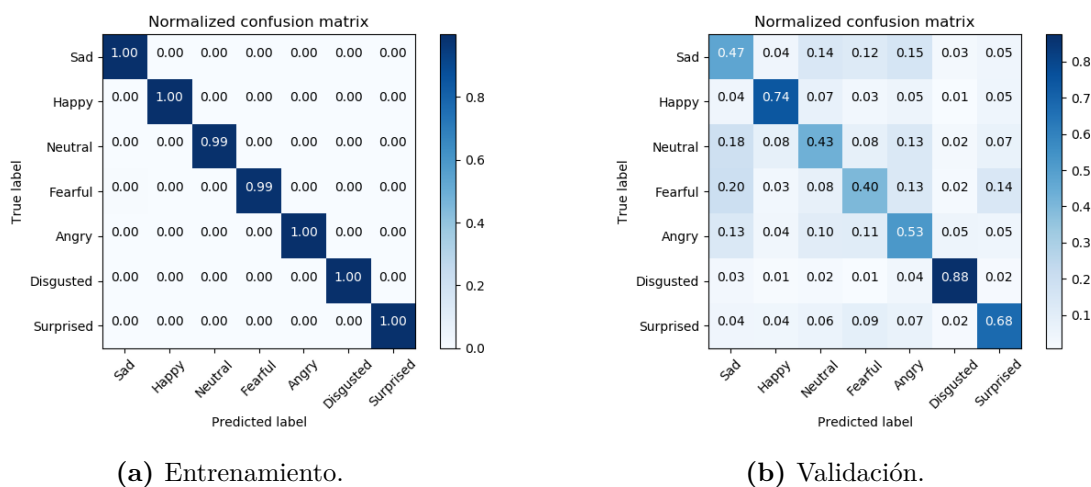 Normalized confusion matrix
Sad 1.00 0.00 0.00 0.00 0.00 0.00 0.00
Happy 0.00 1.00 0.00 0.00 0.00 0.00 0.00
Neutral 0.00 0.00 0.99 0.00 0.00 0.00 0.00
Fearful 0.00 0.00 0.00 0.99 0.00 0.00 0.00
Angry 0.00 0.00 0.00 0.00 1.00 0.00 0.00
Disgusted 0.00 0.00 0.00 0.00 0.00 1.00 0.00
Surprised 0.00 0.00 0.00 0.00 0.00 0.00 1.00
True label
Sad Happy Neutral Fearful Angry Disgusted Surprised
Predicted label
0.8
0.6
0.4
0.2
0.0
(a) Entrenamiento.
Normalized confusion matrix
Sad 0.47 0.04 0.14 0.12 0.15 0.03 0.05
Happy 0.04 0.74 0.07 0.03 0.05 0.01 0.05
Neutral 0.18 0.08 0.43 0.08 0.13 0.02 0.07
Fearful 0.20 0.03 0.08 0.40 0.13 0.02 0.14
Angry 0.13 0.04 0.10 0.11 0.53 0.05 0.05
Disgusted 0.03 0.01 0.02 0.01 0.04 0.88 0.02
Surprised 0.04 0.04 0.06 0.09 0.07 0.02 0.68
True label
Sad Happy Neutral Fearful Angry Disgusted Surprised
Predicted label
0.8
0.7
0.6
0.5
0.4
0.3
0.2
0.1
(b) Validación.